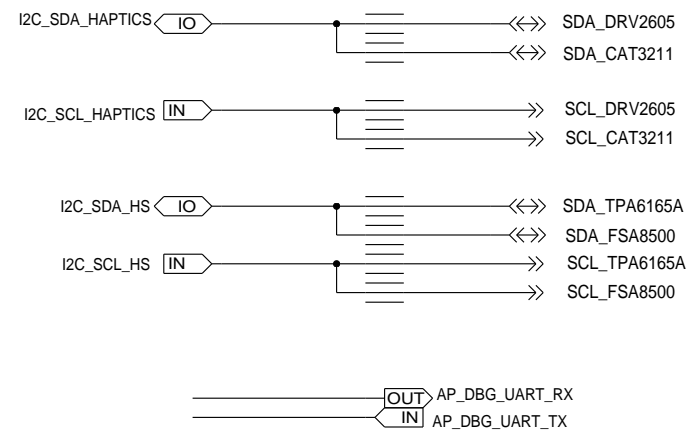 I2C_SDA_HAPTICS IO SDA_DRV2605
SDA_CAT3211
I2C_SCL_HAPTICS IN SCL_DRV2605
SCL_CAT3211
I2C_SDA_HS IO SDA_TPA6165A
SDA_FSA8500
I2C_SCL_HS IN SCL_TPA6165A
SCL_FSA8500
OUT AP_DBG_UART_RX
IN AP_DBG_UART_TX